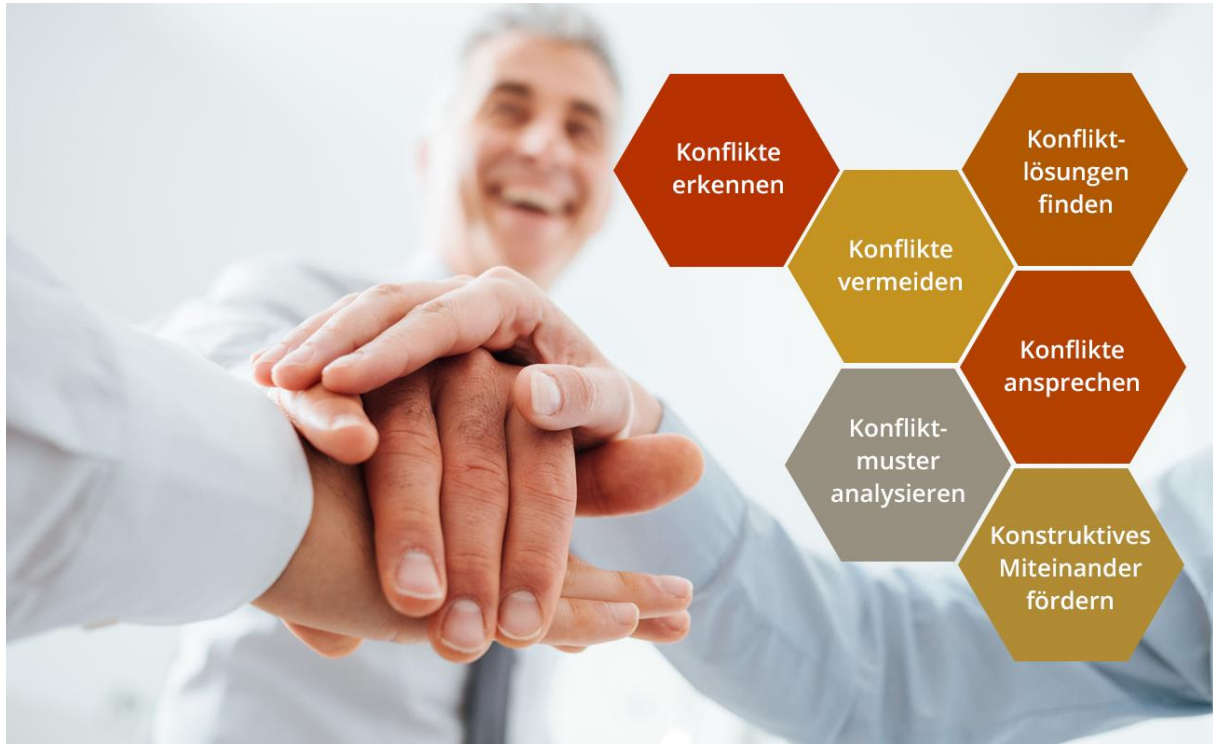 Konflikte
erkennen
Konflikt-
lösungen
finden
Konflikte
vermeiden
Konflikte
ansprechen
Konflikt-
muster
analysieren
Konstruktives
Miteinander
fördern